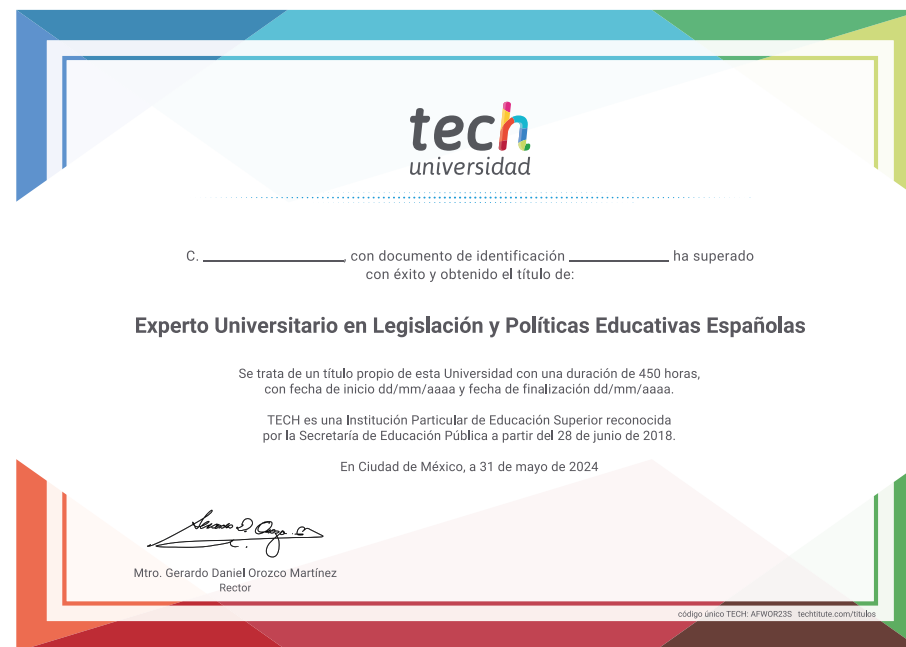 tech
universidad
C. ____________, con documento de identificación ____________ ha superado
con éxito y obtenido el título de:
Experto Universitario en Legislación y Políticas Educativas Españolas
Se trata de un título propio de esta Universidad con una duración de 450 horas,
con fecha de inicio dd/mm/aaaa y fecha de finalización dd/mm/aaaa.
TECH es una Institución Particular de Educación Superior reconocida
por la Secretaría de Educación Pública a partir del 28 de junio de 2018.
En Ciudad de México, a 31 de mayo de 2024
Mtro. Gerardo Daniel Orozco Martínez
Rector
código único TECH: AFWOR23S techtitute.com/titulos